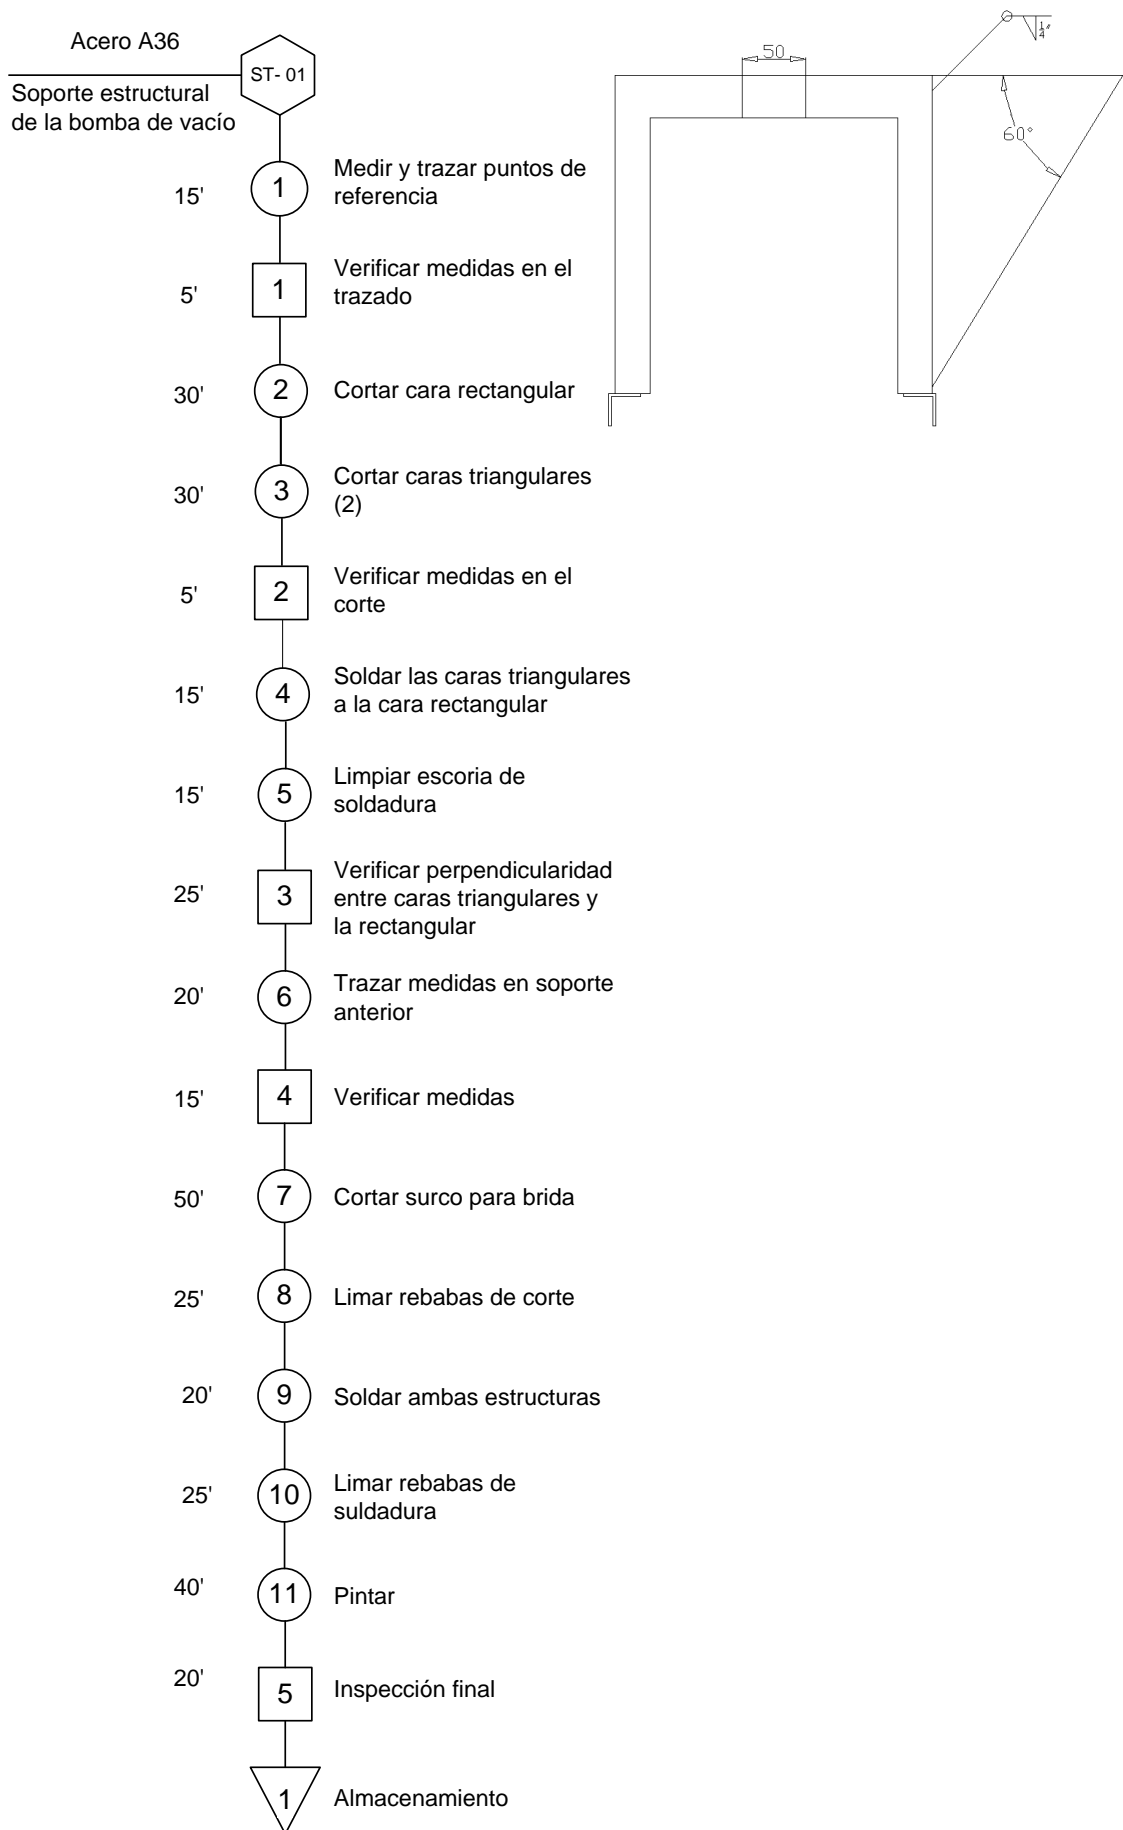 Acero A36
ST- 01
Soporte estructural
de la bomba de vacío
50
1/4"
60°
15'
1
Medir y trazar puntos de
referencia
5'
1
Verificar medidas en el
trazado
30'
2
Cortar cara rectangular
30'
3
Cortar caras triangulares
(2)
5'
2
Verificar medidas en el
corte
15'
4
Soldar las caras triangulares
a la cara rectangular
15'
5
Limpiar escoria de
soldadura
25'
3
Verificar perpendicularidad
entre caras triangulares y
la rectangular
20'
6
Trazar medidas en soporte
anterior
15'
4
Verificar medidas
50'
7
Cortar surco para brida
25'
8
Limar rebabas de corte
20'
9
Soldar ambas estructuras
25'
10
Limar rebabas de
suldadura
40'
11
Pintar
20'
5
Inspección final
1
Almacenamiento